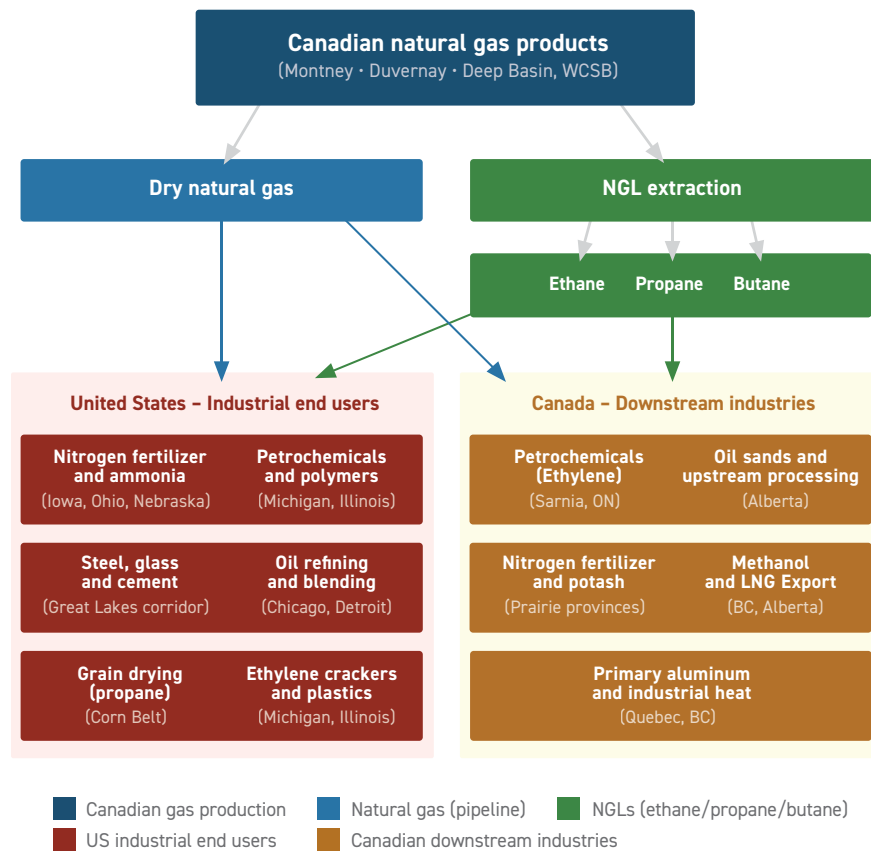 Canadian natural gas products
(Montney · Duvernay · Deep Basin, WCSB)
Dry natural gas
NGL extraction
Ethane Propane Butane
United States – Industrial end users
Nitrogen fertilizer
and ammonia
(Iowa, Ohio, Nebraska)
Petrochemicals
and polymers
(Michigan, Illinois)
Steel, glass
and cement
(Great Lakes corridor)
Oil refining
and blending
(Chicago, Detroit)
Grain drying
(propane)
(Corn Belt)
Ethylene crackers
and plastics
(Michigan, Illinois)
Canada – Downstream industries
Petrochemicals
(Ethylene)
(Sarnia, ON)
Oil sands and
upstream processing
(Alberta)
Nitrogen fertilizer
and potash
(Prairie provinces)
Methanol
and LNG Export
(BC, Alberta)
Primary aluminum
and industrial heat
(Quebec, BC)
Canadian gas production
Natural gas (pipeline)
NGLs (ethane/propane/butane)
US industrial end users
Canadian downstream industries